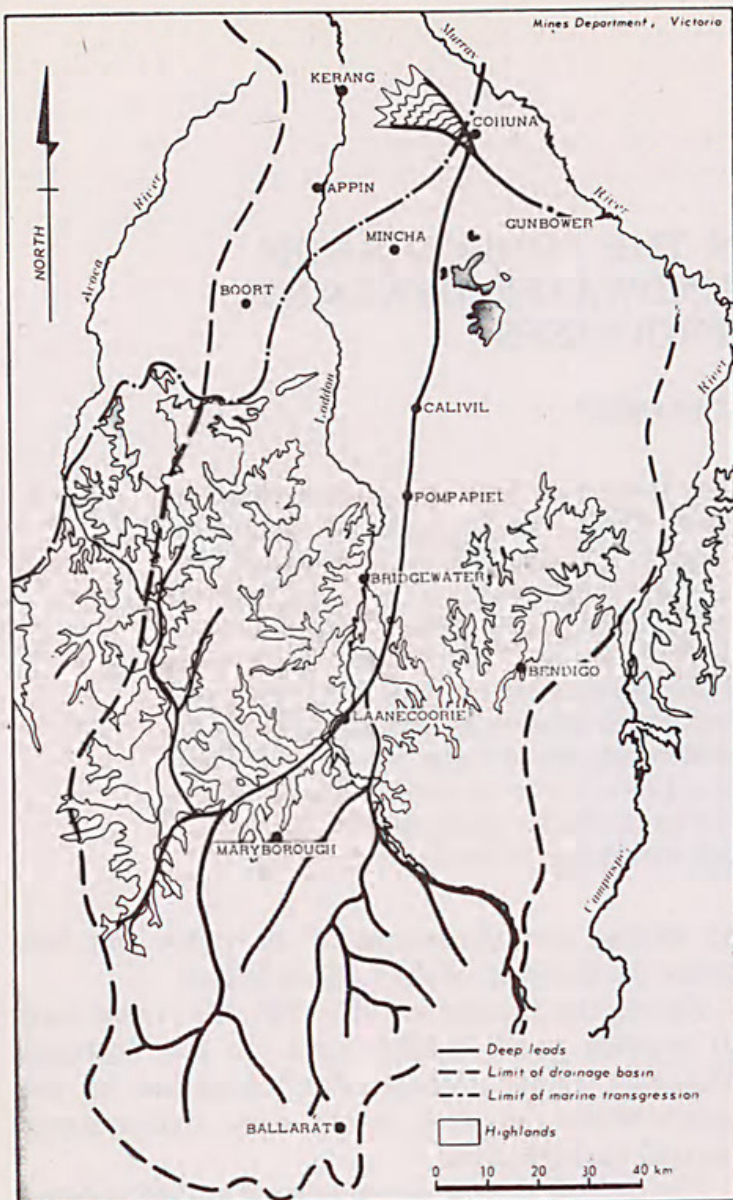 Mines Department, Victoria
Murray
KERANG
COHUNA
River
APPIN
River
GUNBOWER
NORTH
MINCHA
Avoca
BOORT
River
Loddon
CALIVIL
POMPAPIEL
BRIDGEWATER
BENDIGO
LAANECOORIE
MARYBOROUGH
Campaspe
Deep leads
Limit of drainage basin
Limit of marine transgression
Highlands
BALLARAT
0 10 20 30 40 km